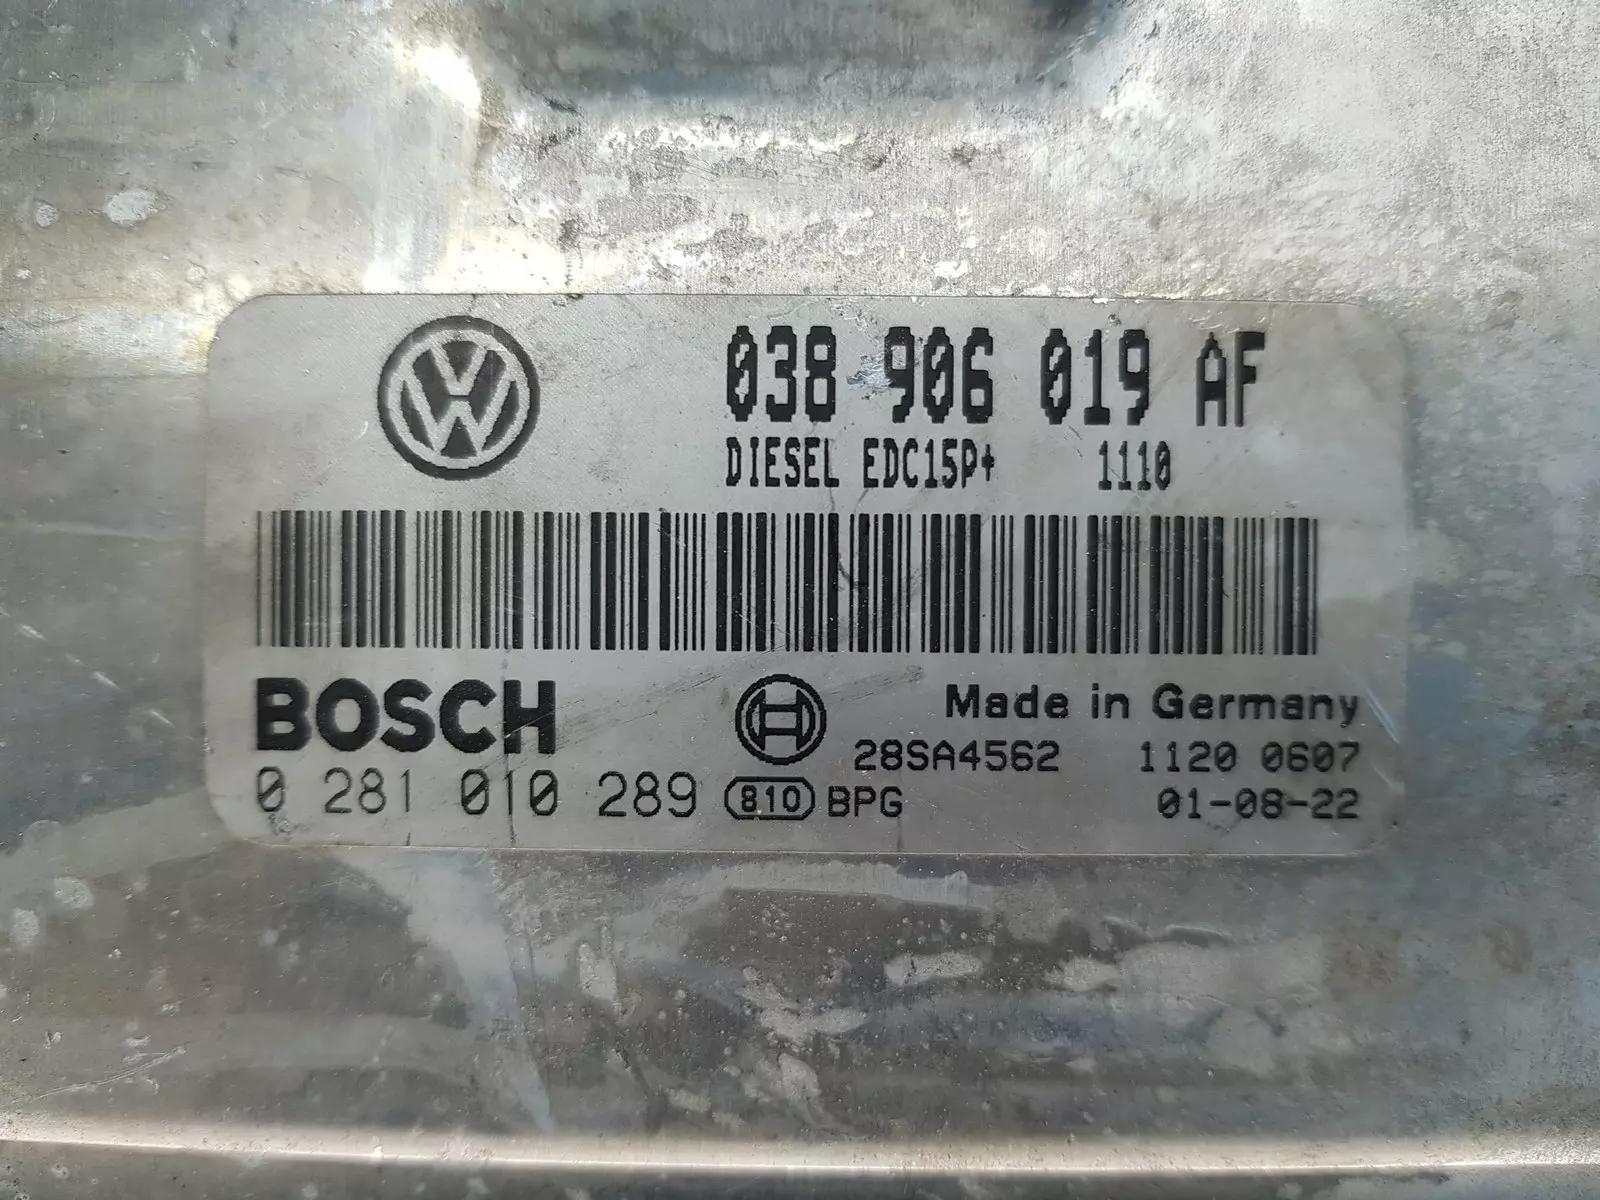 038 906 019 AF
DIESEL EDC15P+ 1110
BOSCH
Made in Germany
28SA4562 1120 0607
0 281 010 289 810 BPG 01-08-22